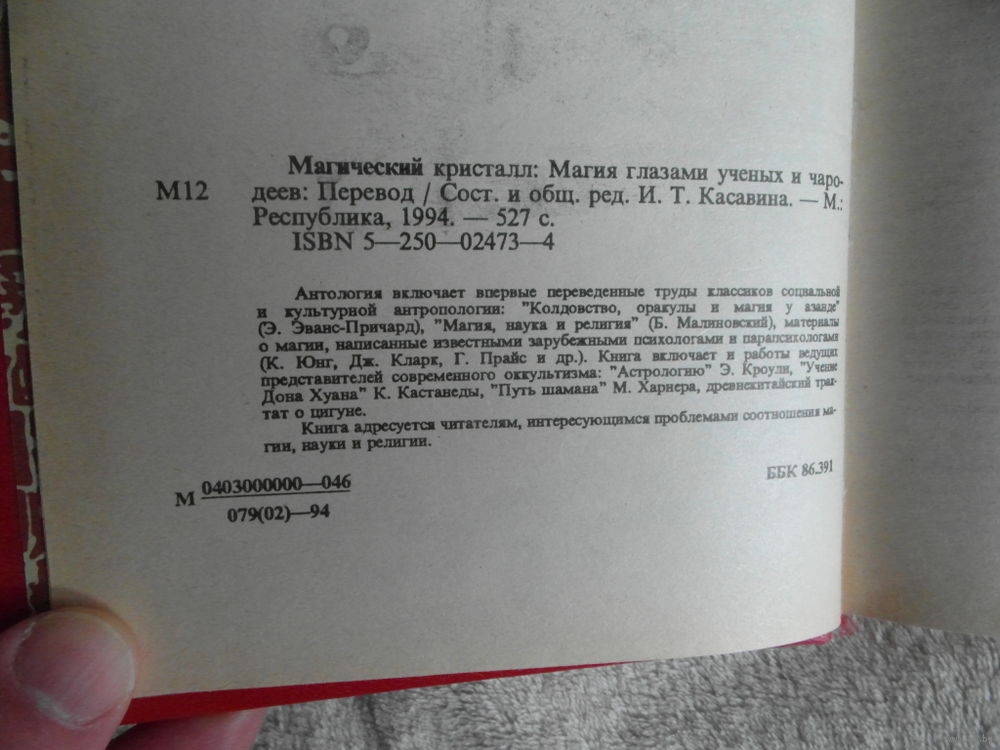 Магический кристалл: Магия глазами ученых и чаро-
М12 деев: Перевод / Сост. и общ. ред. И. Т. Касавина. — М.:
Республика, 1994. — 527 с.
ISBN 5—250—02473—4
Антология включает впервые переведенные труды классиков социальной
и культурной антропологии: "Колдовство, оракулы и магия у азанде"
(Э. Эванс-Причард), "Магия, наука и религия" (Б. Малиновский), материалы
о магии, написанные известными зарубежными психологами и парапсихологами
(К. Юнг, Дж. Кларк, Г. Прайс и др.). Книга включает и работы ведущих
представителей современного оккультизма: "Астрологию" Э. Кроули, "Учение
Дона Хуана" К. Кастанеды, "Путь шамана" М. Харнера, древнекитайский трак-
тат о цигуне.
Книга адресуется читателям, интересующимся проблемами соотношения ма-
гии, науки и религии.
М 0403000000—046
079(02)—94
ББК 86.391